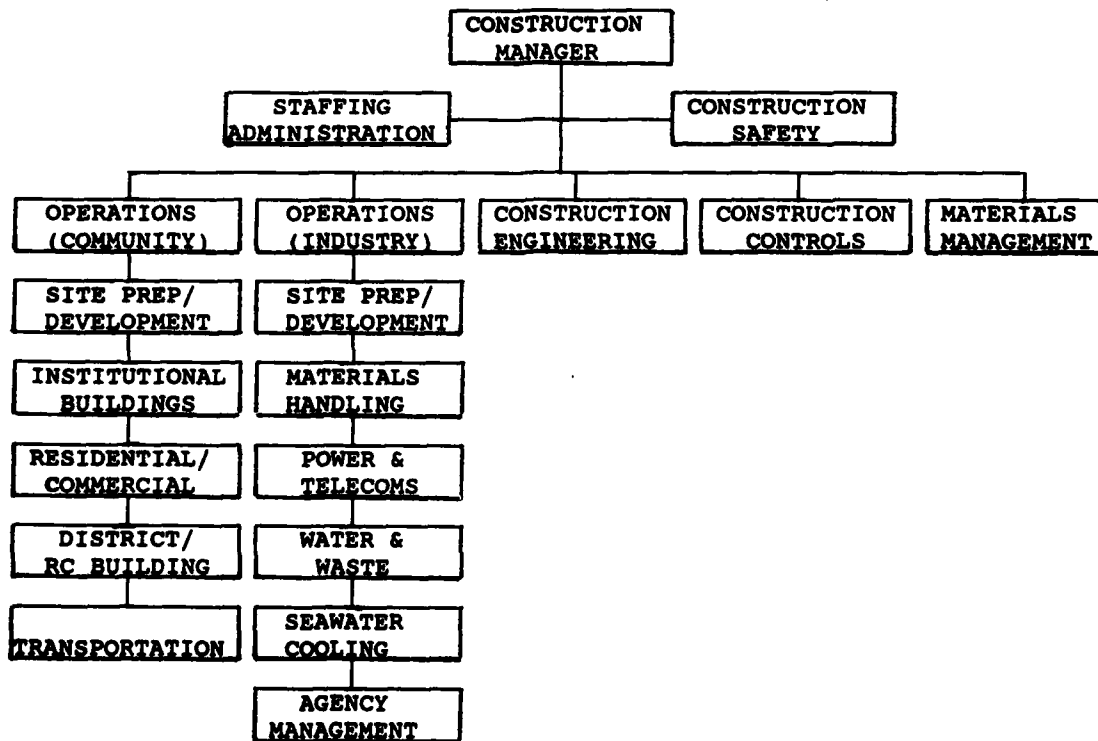 CONSTRUCTION
MANAGER
STAFFING
ADMINISTRATION
CONSTRUCTION
SAFETY
OPERATIONS
(COMMUNITY)
OPERATIONS
(INDUSTRY)
CONSTRUCTION
ENGINEERING
CONSTRUCTION
CONTROLS
MATERIALS
MANAGEMENT
SITE PREP/
DEVELOPMENT
SITE PREP/
DEVELOPMENT
INSTITUTIONAL
BUILDINGS
MATERIALS
HANDLING
RESIDENTIAL/
COMMERCIAL
POWER &
TELECOMS
DISTRICT/
RC BUILDING
WATER &
WASTE
TRANSPORTATION
SEAWATER
COOLING
AGENCY
MANAGEMENT